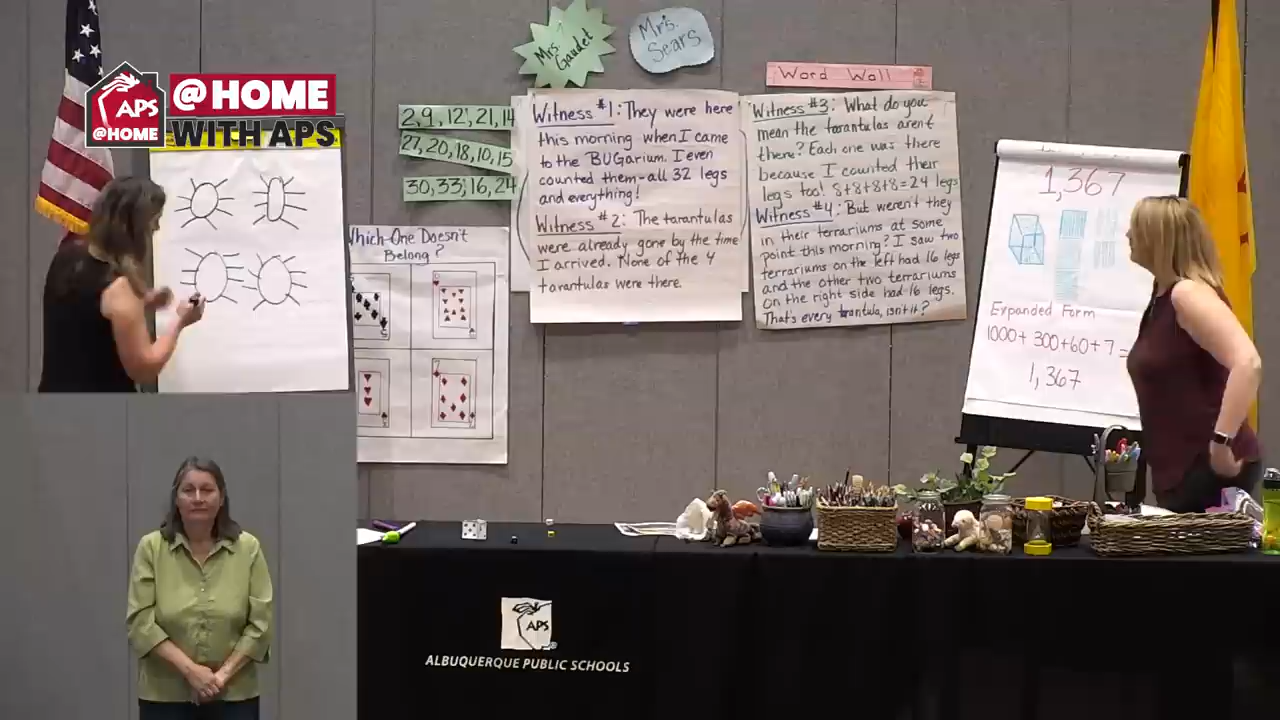 APS
@HOME
@HOME
WITH APS
Mrs. Gaudet
Mrs. Sears
Word Wall
2,9,12,21,14
27,20,18,10,15
30,33,16,24
Which One Doesn't
Belong?
Witness #1: They were here
this morning when I came
to the BUGarium. I even
counted them-all 32 legs
and everything!
Witness #2: The tarantulas
were already gone by the time
I arrived. None of the 4
tarantulas were there.
Witness #3: What do you
mean the tarantulas aren't
there? Each one was there
because I counted their
legs too! 8+8+8+8=24 legs
Witness #4: But weren't they
in their terrariums at some
point this morning? I saw two
terrariums on the left had 16 legs
and the other two terrariums
on the right side had 16 legs.
That's every tarantula, isn't it?
1,367
Expanded Form
1000+300+60+7=
1,367
APS
ALBUQUERQUE PUBLIC SCHOOLS